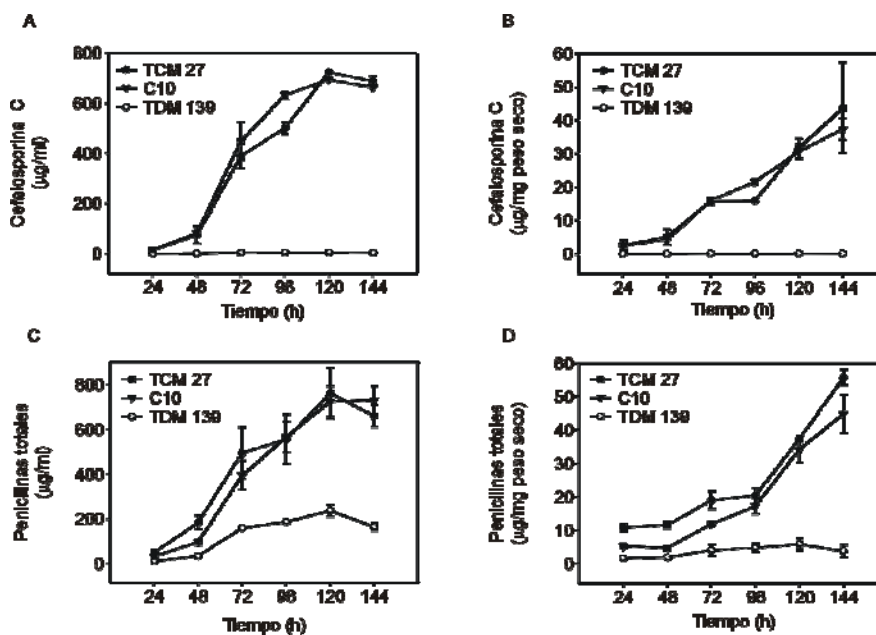 A
800
600
400
200
0
Cefalosporina C
(µg/ml)
TCM 27
C10
TDM 139
24 48 72 96 120 144
Tiempo (h)
B
60
50
40
30
20
10
0
Cefalosporina C
(µg/mg peso seco)
TCM 27
C10
TDM 139
24 48 72 96 120 144
Tiempo (h)
C
800
600
400
200
0
Penicilinas totales
(µg/ml)
TCM 27
C10
TDM 139
24 48 72 96 120 144
Tiempo (h)
D
60
50
40
30
20
10
0
Penicilinas totales
(µg/mg peso seco)
TCM 27
C10
TDM 139
24 48 72 96 120 144
Tiempo (h)